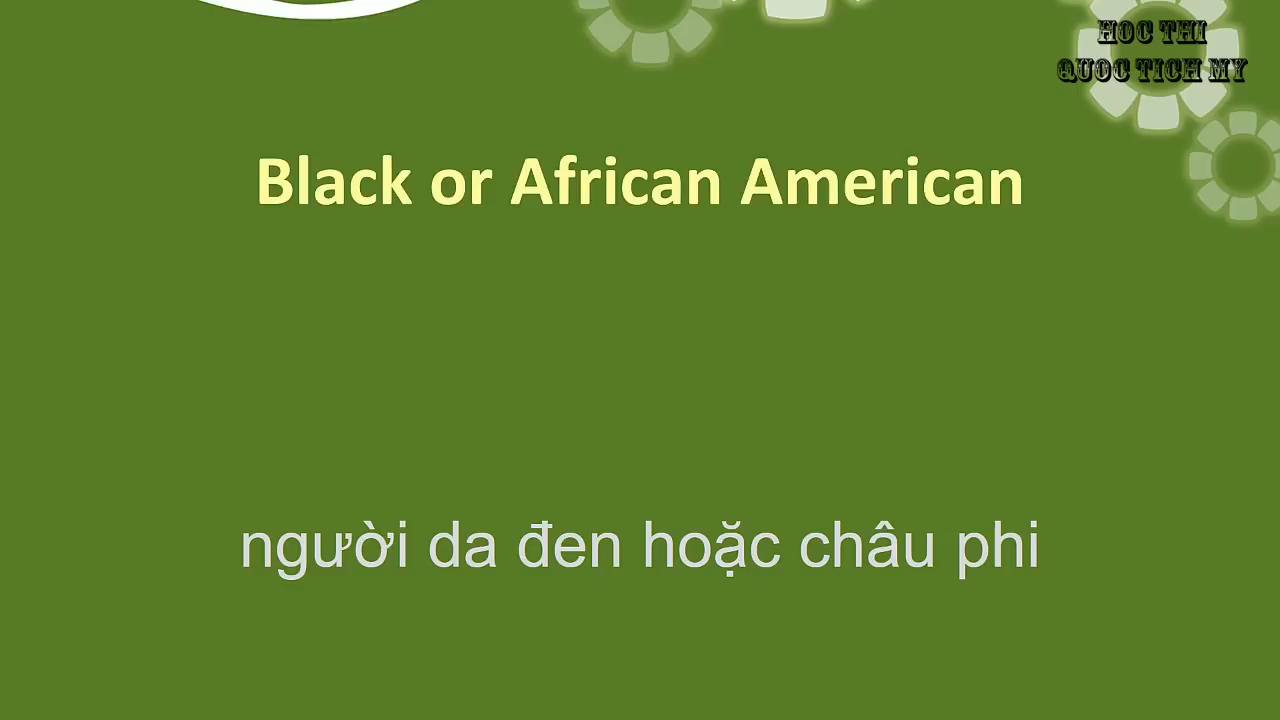 HOC THI
QUOC TICH MY
Black or African American
người da đen hoặc châu phi